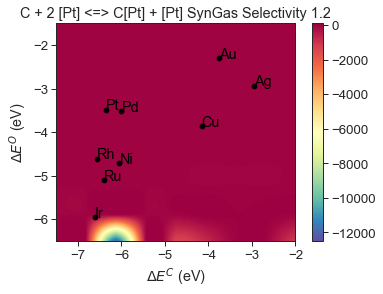 C + 2 [Pt] <=> C[Pt] + [Pt] SynGas Selectivity 1.2
Au
Ag
Cu
Pt
Pd
Rh
Ni
Ru
Ir
−2
−3
−4
−5
−6
ΔE^O (eV)
−7
−6
−5
−4
−3
−2
ΔE^C (eV)
0
−2000
−4000
−6000
−8000
−10000
−12000